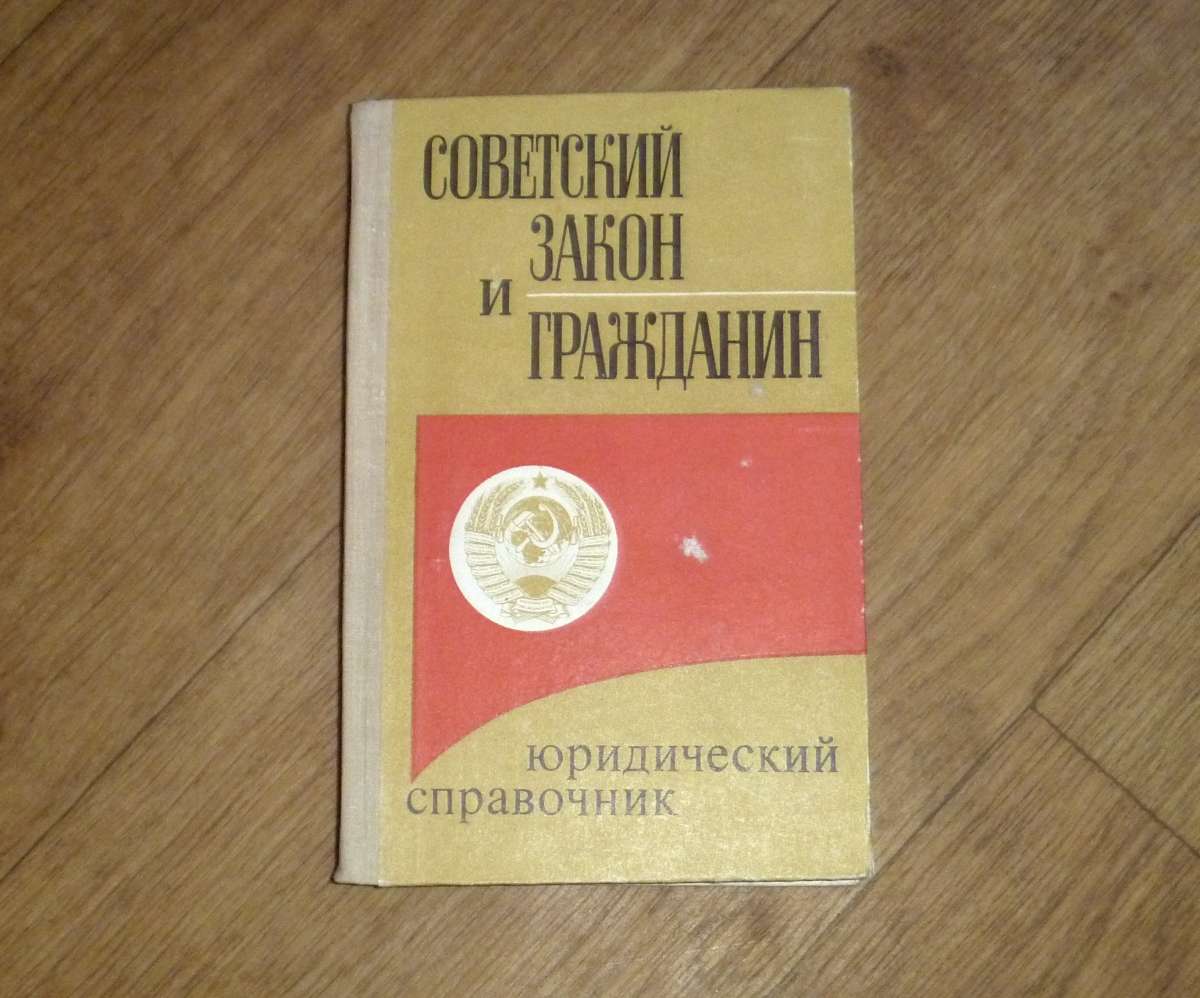 СОВЕТСКИЙ
ЗАКОН
И
ГРАЖДАНИН
юридический
справочник